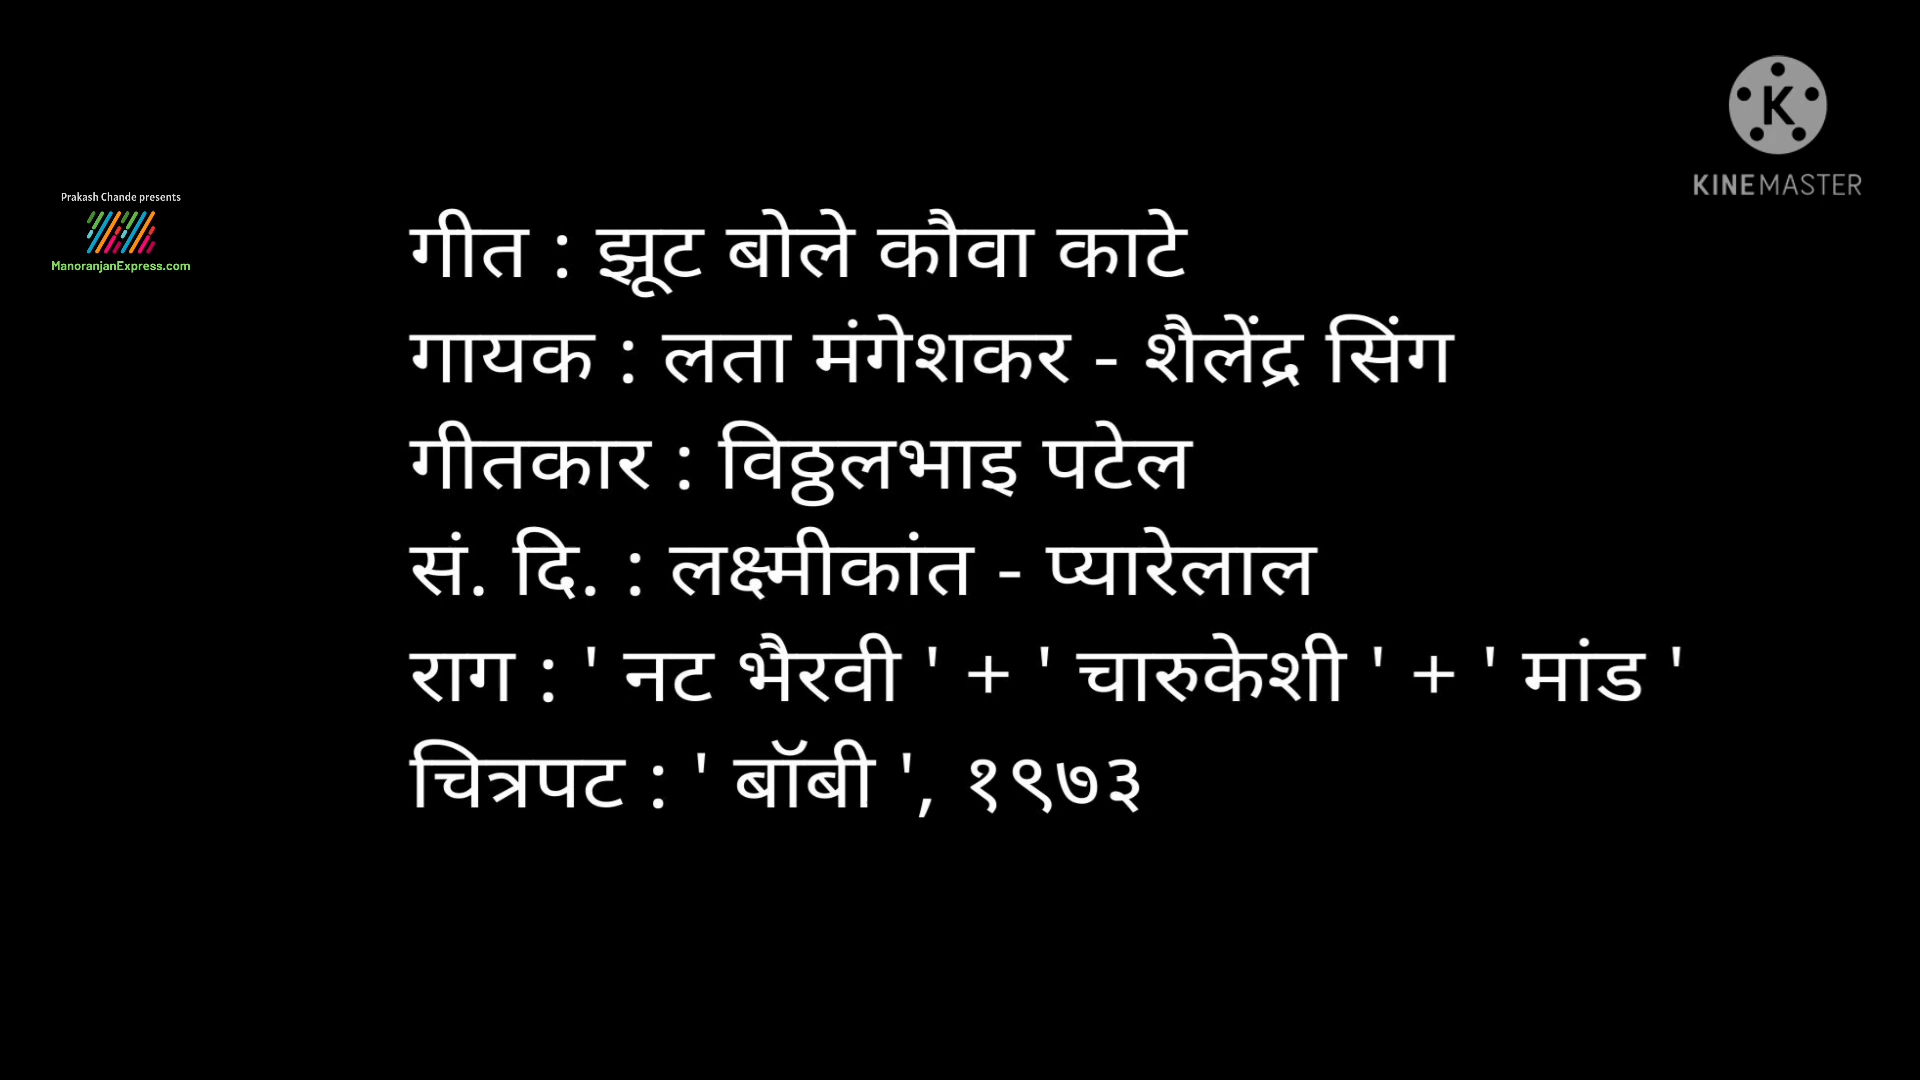 Prakash Chande presents
ManoranjanExpress.com
K
KINEMASTER
गीत : झूट बोले कौवा काटे
गायक : लता मंगेशकर - शैलेंद्र सिंग
गीतकार : विठ्ठलभाइ पटेल
सं. दि. : लक्ष्मीकांत - प्यारेलाल
राग : ' नट भैरवी ' + ' चारुकेशी ' + ' मांड '
चित्रपट : ' बॉबी ', १९७३